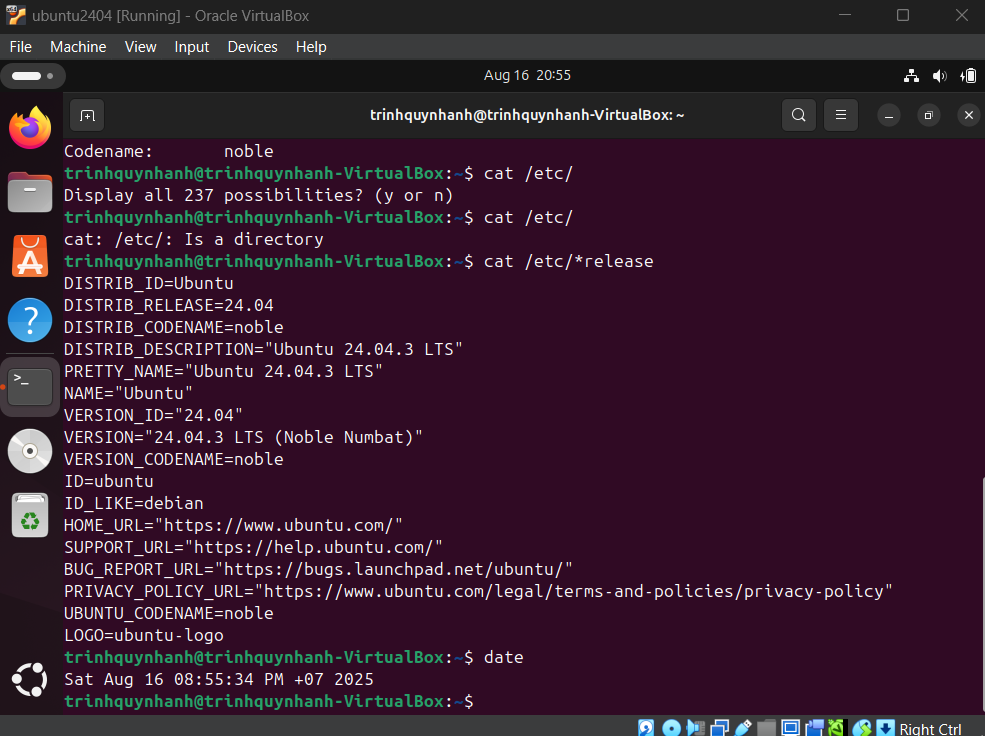 ubuntu2404 [Running] - Oracle VirtualBox
File Machine View Input Devices Help
Aug 16 20:55
trinhquynhanh@trinhquynhanh-VirtualBox: ~
Codename:       noble
trinhquynhanh@trinhquynhanh-VirtualBox:~$ cat /etc/
Display all 237 possibilities? (y or n)
trinhquynhanh@trinhquynhanh-VirtualBox:~$ cat /etc/
cat: /etc/: Is a directory
trinhquynhanh@trinhquynhanh-VirtualBox:~$ cat /etc/*release
DISTRIB_ID=Ubuntu
DISTRIB_RELEASE=24.04
DISTRIB_CODENAME=noble
DISTRIB_DESCRIPTION="Ubuntu 24.04.3 LTS"
PRETTY_NAME="Ubuntu 24.04.3 LTS"
NAME="Ubuntu"
VERSION_ID="24.04"
VERSION="24.04.3 LTS (Noble Numbat)"
VERSION_CODENAME=noble
ID=ubuntu
ID_LIKE=debian
HOME_URL="https://www.ubuntu.com/"
SUPPORT_URL="https://help.ubuntu.com/"
BUG_REPORT_URL="https://bugs.launchpad.net/ubuntu/"
PRIVACY_POLICY_URL="https://www.ubuntu.com/legal/terms-and-policies/privacy-policy"
UBUNTU_CODENAME=noble
LOGO=ubuntu-logo
trinhquynhanh@trinhquynhanh-VirtualBox:~$ date
Sat Aug 16 08:55:34 PM +07 2025
trinhquynhanh@trinhquynhanh-VirtualBox:~$
Right Ctrl